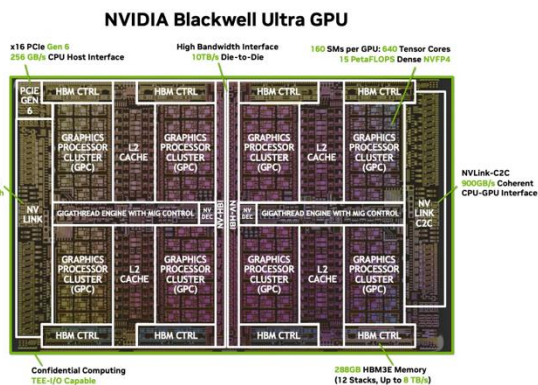 NVIDIA Blackwell Ultra GPU
x16 PCIe Gen 6
256 GB/s CPU Host Interface
High Bandwidth Interface
10TB/s Die-to-Die
160 SMs per GPU: 640 Tensor Cores
15 PetaFLOPS Dense NVFP4
PCIE
GEN
6
HBM CTRL
HBM CTRL
HBM CTRL
HBM CTRL
GRAPHICS
PROCESSOR
CLUSTER
(GPC)
L2
CACHE
GRAPHICS
PROCESSOR
CLUSTER
(GPC)
GRAPHICS
PROCESSOR
CLUSTER
(GPC)
L2
CACHE
GRAPHICS
PROCESSOR
CLUSTER
(GPC)
NVLink-C2C
900GB/s Coherent
CPU-GPU Interface
NV
LINK
GIGATHREAD ENGINE WITH MIG CONTROL
NV
DEC
NV-HBI
NV-HBI
NV
DEC
GIGATHREAD ENGINE WITH MIG CONTROL
NV
LINK
C2C
GRAPHICS
PROCESSOR
CLUSTER
(GPC)
L2
CACHE
GRAPHICS
PROCESSOR
CLUSTER
(GPC)
GRAPHICS
PROCESSOR
CLUSTER
(GPC)
L2
CACHE
GRAPHICS
PROCESSOR
CLUSTER
(GPC)
HBM CTRL
HBM CTRL
HBM CTRL
HBM CTRL
Confidential Computing
TEE-I/O Capable
288GB HBM3E Memory
(12 Stacks, Up to 8 TB/s)